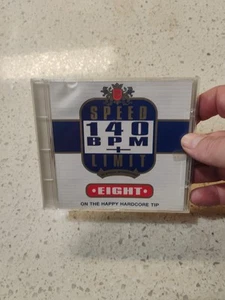 SPEED
140
BPM
+
LIMIT
•EIGHT•
ON THE HAPPY HARDCORE TIP